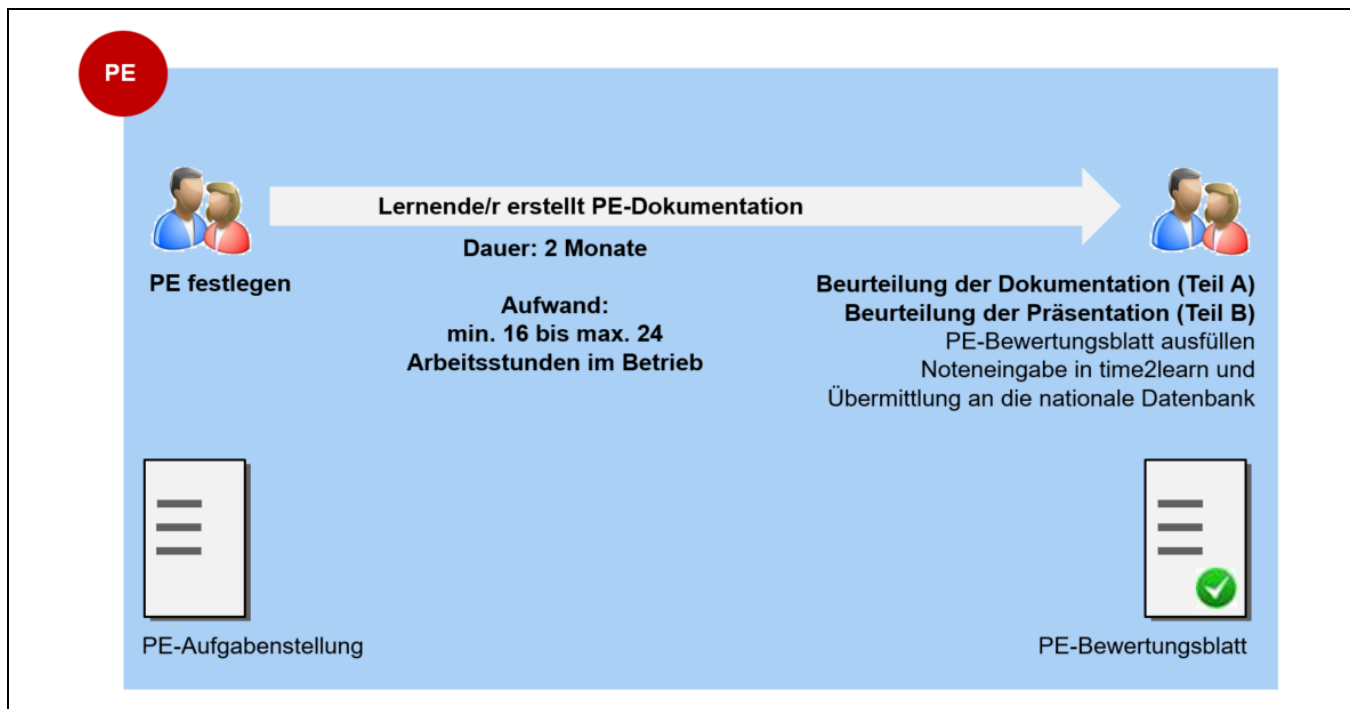 PE
Lernende/r erstellt PE-Dokumentation
PE festlegen
Dauer: 2 Monate
Aufwand:
min. 16 bis max. 24
Arbeitsstunden im Betrieb
Beurteilung der Dokumentation (Teil A)
Beurteilung der Präsentation (Teil B)
PE-Bewertungsblatt ausfüllen
Noteneingabe in time2learn und
Übermittlung an die nationale Datenbank
PE-Aufgabenstellung
PE-Bewertungsblatt